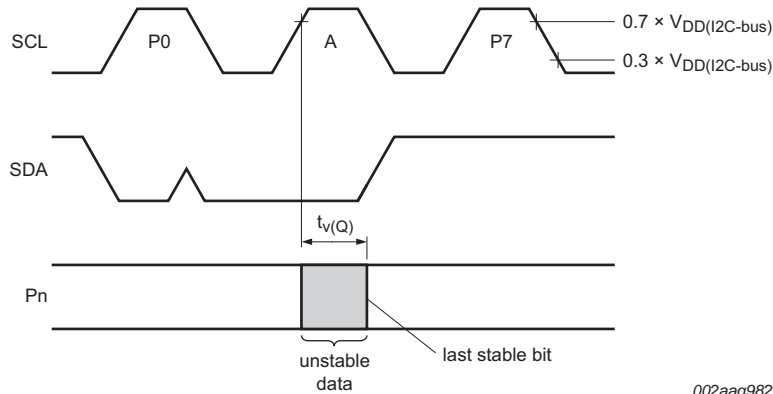 SCL
P0
A
P7
0.7 × VDD(I2C-bus)
0.3 × VDD(I2C-bus)
SDA
tv(Q)
Pn
unstable
data
last stable bit
002aag982